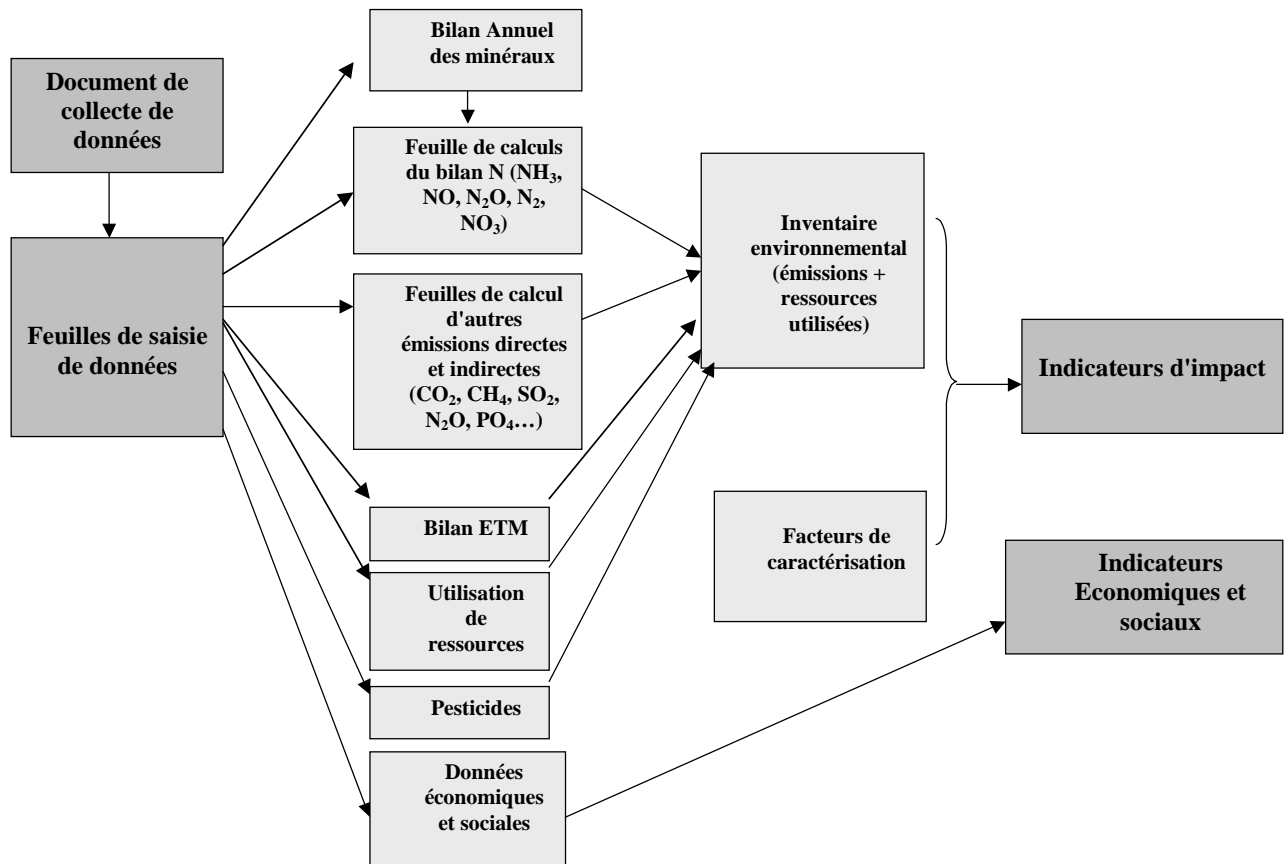 Document de
collecte de
données
Feuilles de saisie
de données
Bilan Annuel
des minéraux
Feuille de calculs
du bilan N (NH₃,
NO, N₂O, N₂,
NO₃)
Feuilles de calcul
d'autres
émissions directes
et indirectes
(CO₂, CH₄, SO₂,
N₂O, PO₄…)
Bilan ETM
Utilisation
de
ressources
Pesticides
Données
économiques
et sociales
Inventaire
environnemental
(émissions +
ressources
utilisées)
Facteurs de
caractérisation
Indicateurs d'impact
Indicateurs
Economiques et
sociaux